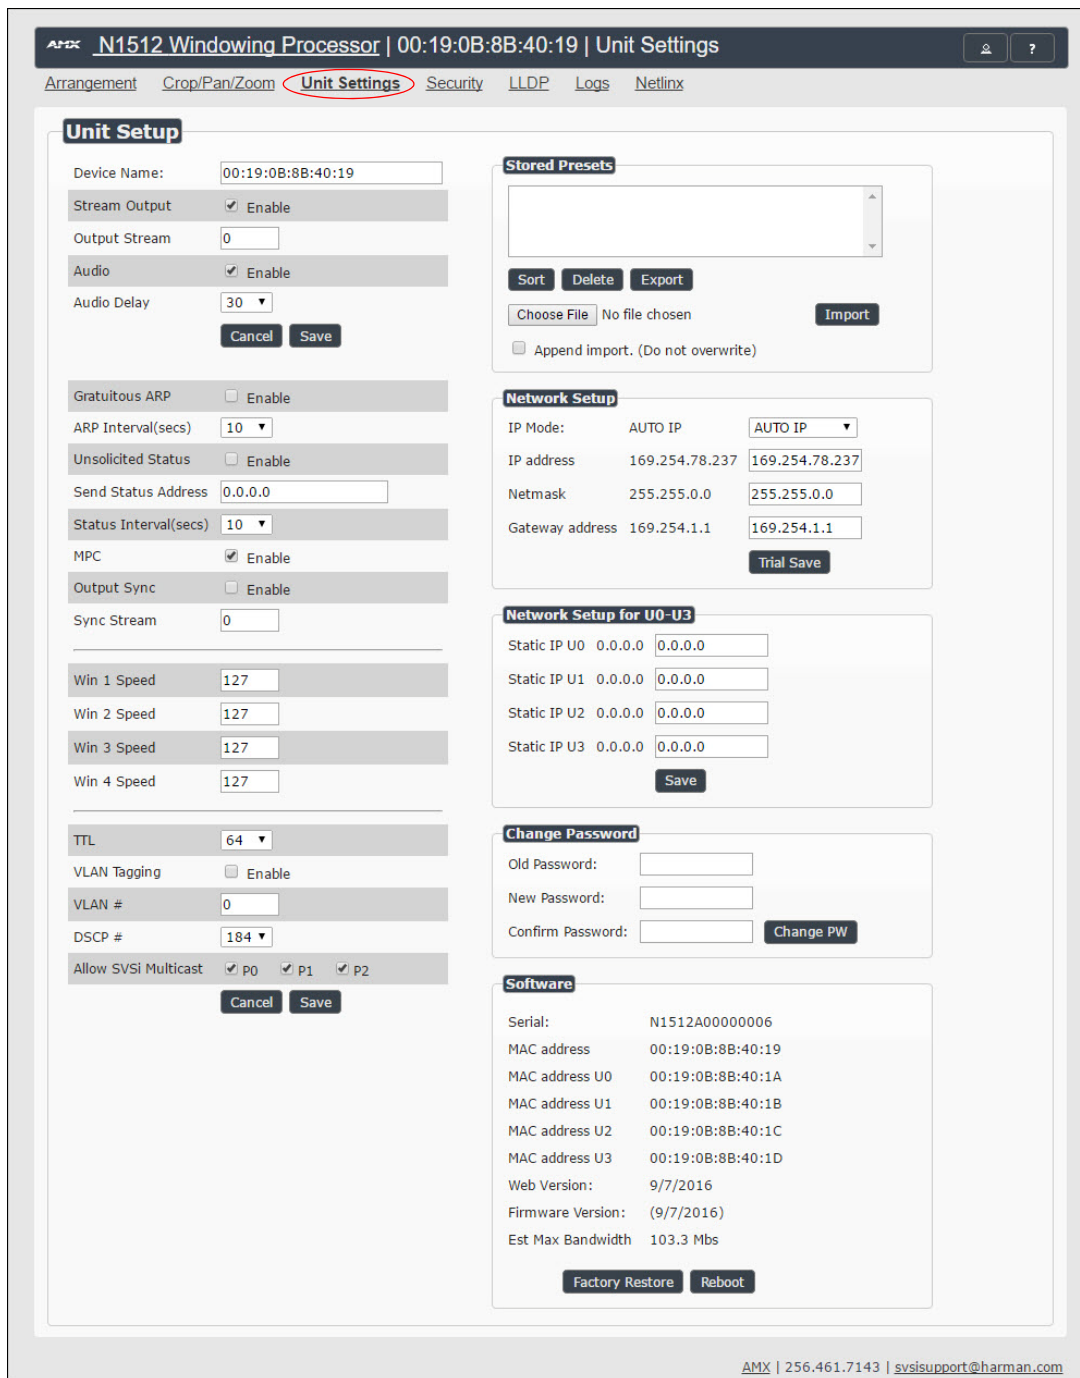 AMX N1512 Windowing Processor | 00:19:0B:8B:40:19 | Unit Settings ?
Arrangement Crop/Pan/Zoom Unit Settings Security LLDP Logs Netlinx
Unit Setup
Device Name: 00:19:0B:8B:40:19
Stream Output Enable
Output Stream 0
Audio Enable
Audio Delay 30
Cancel Save
Gratuitous ARP Enable
ARP Interval(secs) 10
Unsolicited Status Enable
Send Status Address 0.0.0.0
Status Interval(secs) 10
MPC Enable
Output Sync Enable
Sync Stream 0
Win 1 Speed 127
Win 2 Speed 127
Win 3 Speed 127
Win 4 Speed 127
TTL 64
VLAN Tagging Enable
VLAN # 0
DSCP # 184
Allow SVSi Multicast P0 P1 P2
Cancel Save
Stored Presets
Sort Delete Export
Choose File No file chosen Import
Append import. (Do not overwrite)
Network Setup
IP Mode: AUTO IP AUTO IP
IP address 169.254.78.237 169.254.78.237
Netmask 255.255.0.0 255.255.0.0
Gateway address 169.254.1.1 169.254.1.1
Trial Save
Network Setup for U0-U3
Static IP U0 0.0.0.0 0.0.0.0
Static IP U1 0.0.0.0 0.0.0.0
Static IP U2 0.0.0.0 0.0.0.0
Static IP U3 0.0.0.0 0.0.0.0
Save
Change Password
Old Password:
New Password:
Confirm Password: Change PW
Software
Serial: N1512A00000006
MAC address 00:19:0B:8B:40:19
MAC address U0 00:19:0B:8B:40:1A
MAC address U1 00:19:0B:8B:40:1B
MAC address U2 00:19:0B:8B:40:1C
MAC address U3 00:19:0B:8B:40:1D
Web Version: 9/7/2016
Firmware Version: (9/7/2016)
Est Max Bandwidth 103.3 Mbs
Factory Restore Reboot
AMX | 256.461.7143 | svsisupport@harman.com